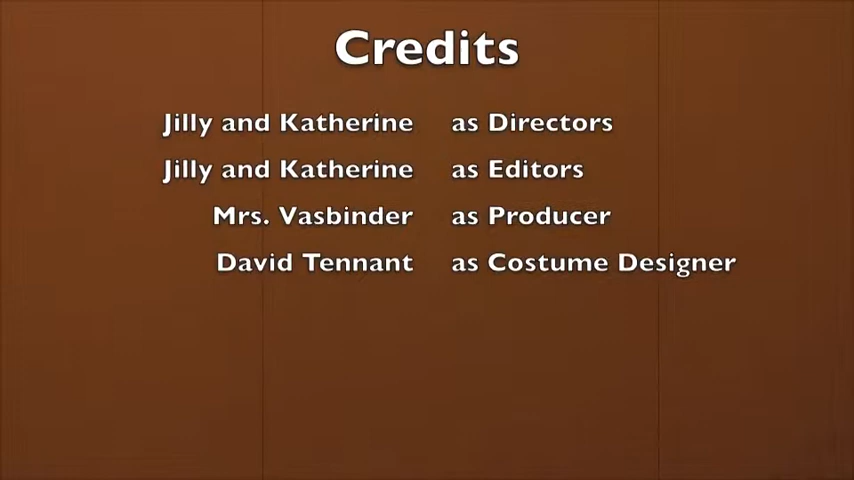 Credits
Jilly and Katherine as Directors
Jilly and Katherine as Editors
Mrs. Vasbinder as Producer
David Tennant as Costume Designer